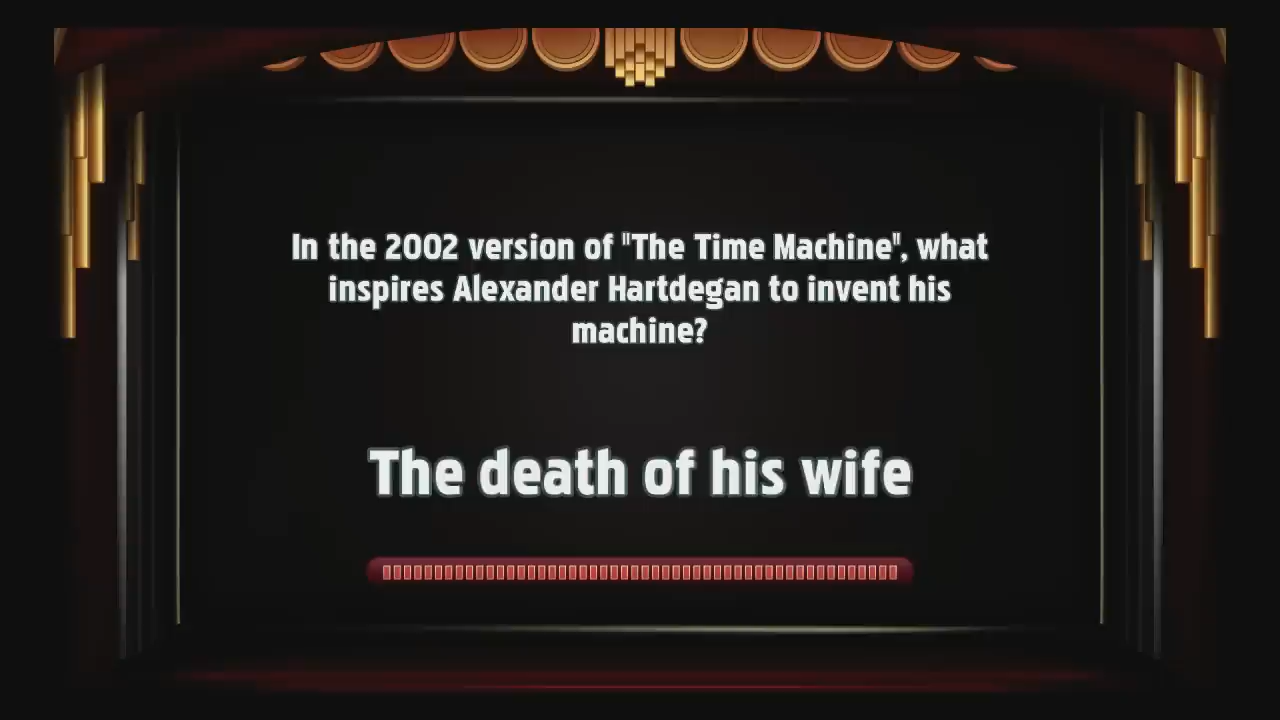 In the 2002 version of "The Time Machine", what
inspires Alexander Hartdegan to invent his
machine?
The death of his wife